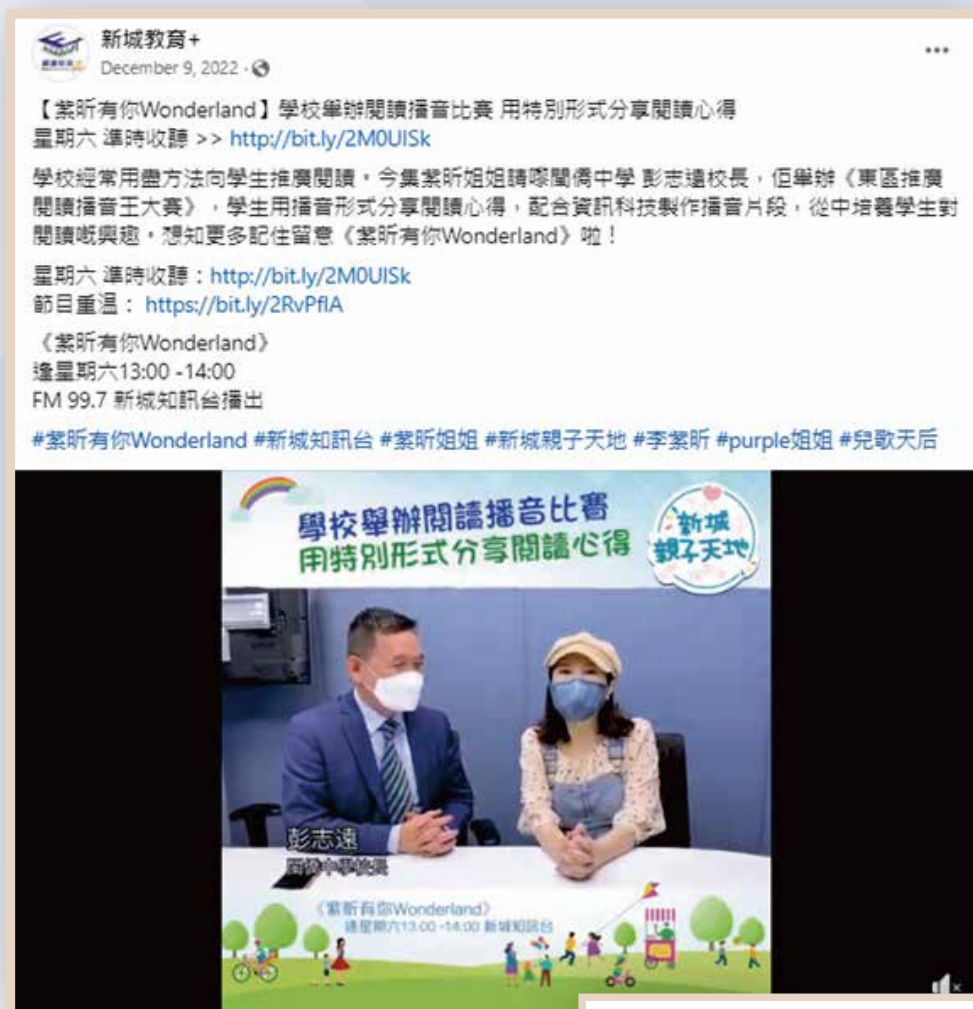 新城教育+
December 9, 2022 ·
【紫昕有你Wonderland】學校舉辦閱讀播音比賽 用特別形式分享閱讀心得
星期六 準時收聽 >> http://bit.ly/2M0UISk
學校經常用盡方法向學生推廣閱讀。今集紫昕姐姐請嚟閩僑中學 彭志遠校長，佢舉辦《東區推廣
閱讀播音王大賽》，學生用播音形式分享閱讀心得，配合資訊科技製作播音片段，從中培養學生對
閱讀嘅興趣。想知更多記住留意《紫昕有你Wonderland》啦！
星期六 準時收聽：http://bit.ly/2M0UISk
節目重溫： https://bit.ly/2RvPflA
《紫昕有你Wonderland》
逢星期六13:00 -14:00
FM 99.7 新城知訊台播出
#紫昕有你Wonderland #新城知訊台 #紫昕姐姐 #新城親子天地 #李紫昕 #purple姐姐 #兒歌天后
學校舉辦閱讀播音比賽
用特別形式分享閱讀心得
新城
親子天地
彭志遠
閩僑中學校長
《紫昕有你Wonderland》
逢星期六13:00 -14:00 新城知訊台